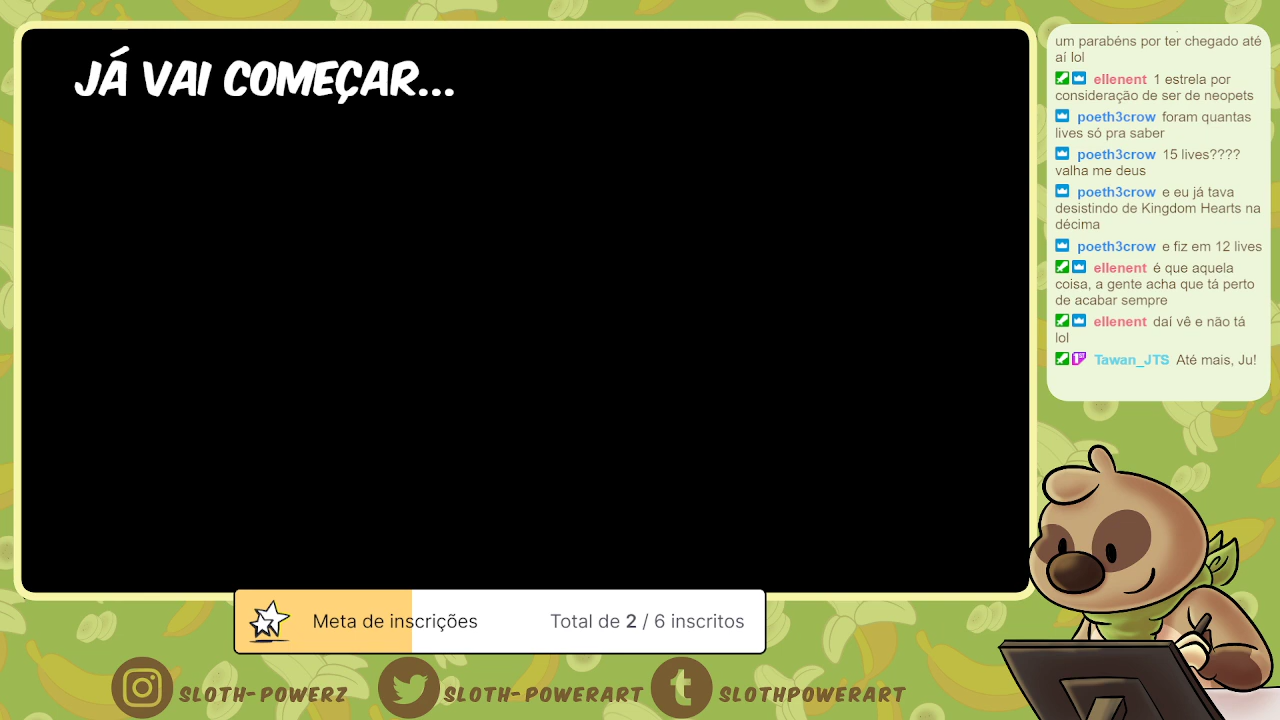 JÁ VAI COMEÇAR...
um parabéns por ter chegado até
aí lol
ellenent 1 estrela por
consideração de ser de neopets
poeth3crow foram quantas
lives só pra saber
poeth3crow 15 lives????
valha me deus
poeth3crow e eu já tava
desistindo de Kingdom Hearts na
décima
poeth3crow e fiz em 12 lives
ellenent é que aquela
coisa, a gente acha que tá perto
de acabar sempre
ellenent daí vê e não tá
lol
1ST Tawan_JTS Até mais, Ju!
Meta de inscrições Total de 2 / 6 inscritos
SLOTH-POWERZ SLOTH-POWERART SLOTHPOWERART